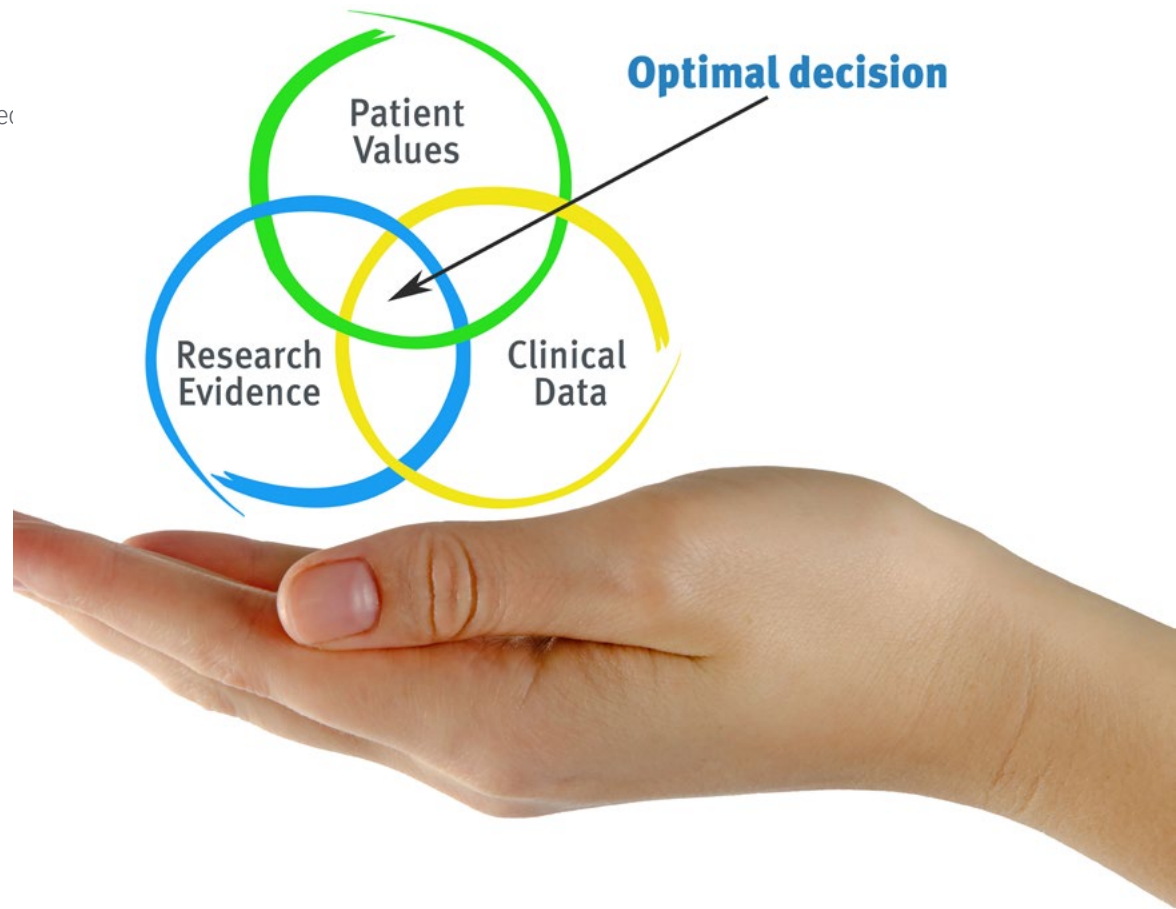 Optimal decision
Patient
Values
Research
Evidence
Clinical
Data